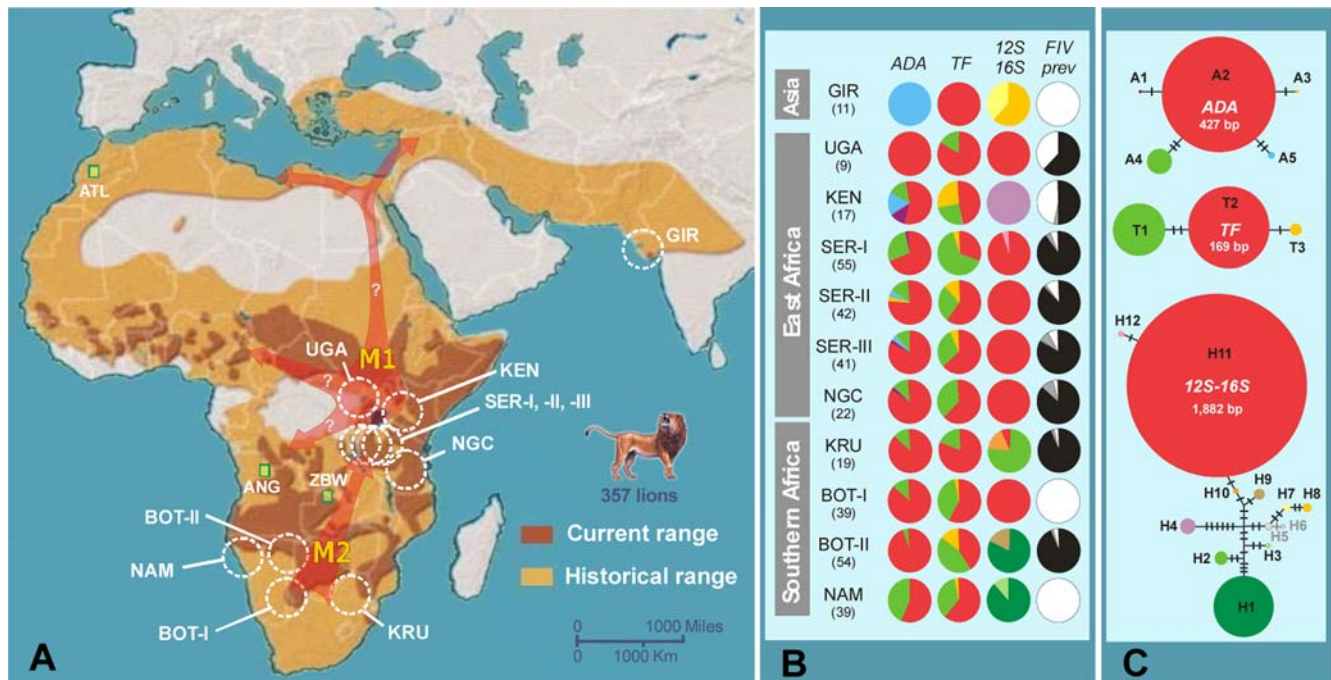 GIR
ATL
?
UGA
M1
KEN
?
SER-I, -II, -III
?
NGC
ANG
ZBW
357 lions
BOT-II
M2
NAM
Current range
Historical range
BOT-I
KRU
0 1000 Miles
0 1000 Km
A
ADA TF 12S 16S FIV prev
Asia
GIR
(11)
East Africa
UGA
(9)
KEN
(17)
SER-I
(55)
SER-II
(42)
SER-III
(41)
NGC
(22)
Southern Africa
KRU
(19)
BOT-I
(39)
BOT-II
(54)
NAM
(39)
B
A1 A2 A3
ADA
427 bp
A4 A5
T2
T1 TF T3
169 bp
H12
H11
12S-16S
1,882 bp
H10 H9 H7 H8
H4 H6
H5
H2 H3
H1
C